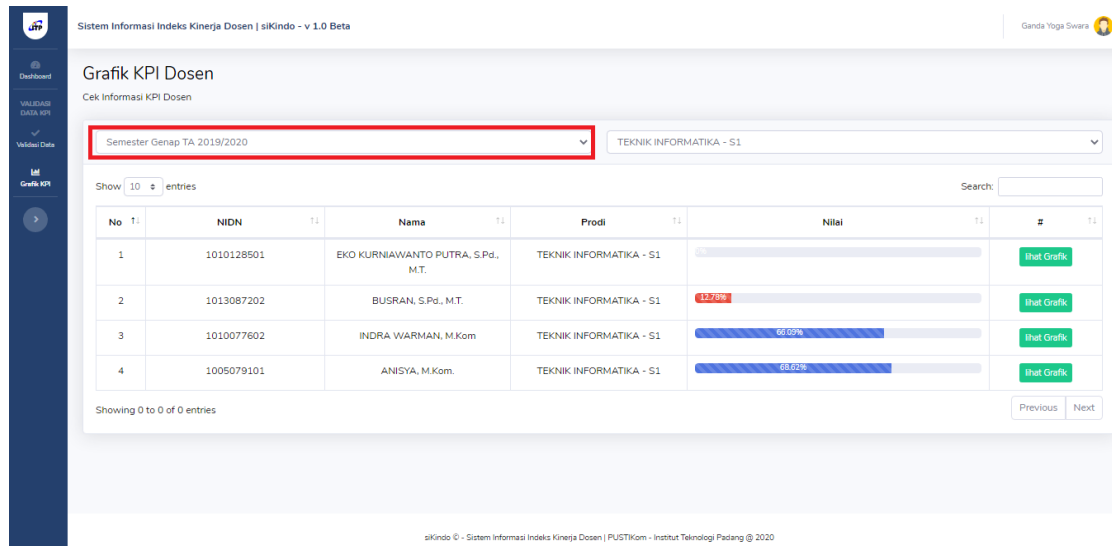 ITP
Sistem Informasi Indeks Kinerja Dosen | siKindo - v 1.0 Beta
Ganda Yoga Swara
Dashboard
VALIDASI
DATA KPI
Validasi Data
Grafik KPI
Grafik KPI Dosen
Cek Informasi KPI Dosen
Semester Genap TA 2019/2020
TEKNIK INFORMATIKA - S1
Show 10 entries
Search:
No NIDN Nama Prodi Nilai #
1 1010128501 EKO KURNIAWANTO PUTRA, S.Pd., M.T. TEKNIK INFORMATIKA - S1 lihat Grafik
2 1013087202 BUSRAN, S.Pd., M.T. TEKNIK INFORMATIKA - S1 12.78% lihat Grafik
3 1010077602 INDRA WARMAN, M.Kom TEKNIK INFORMATIKA - S1 66.09% lihat Grafik
4 1005079101 ANISYA, M.Kom. TEKNIK INFORMATIKA - S1 68.62% lihat Grafik
Showing 0 to 0 of 0 entries
Previous Next
siKindo © - Sistem Informasi Indeks Kinerja Dosen | PUSTIKom - Institut Teknologi Padang @ 2020